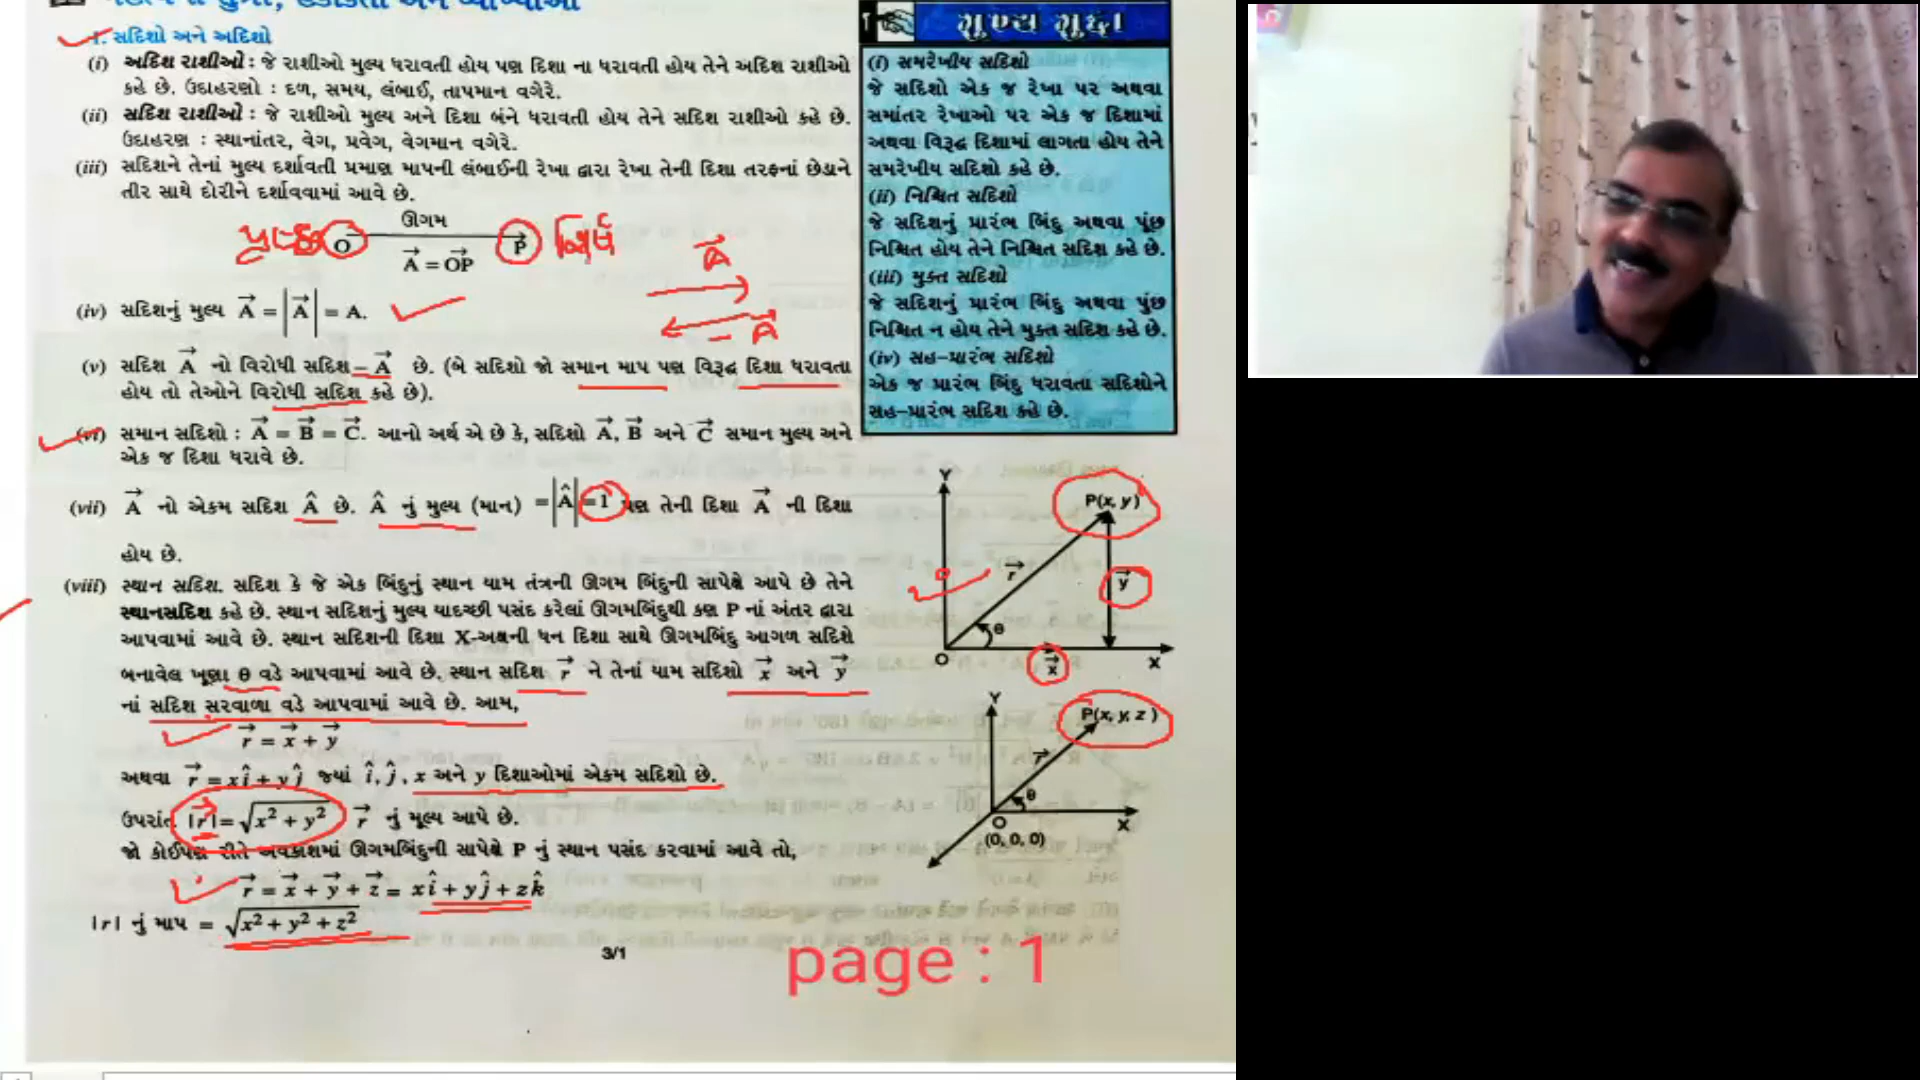 1. સદિશો અને અદિશો
(i) અદિશ રાશીઓ : જે રાશીઓ મુલ્ય ધરાવતી હોય પણ દિશા ના ધરાવતી હોય તેને અદિશ રાશીઓ
કહે છે. ઉદાહરણો : દળ, સમય, લંબાઈ, તાપમાન વગેરે.
(ii) સદિશ રાશીઓ : જે રાશીઓ મુલ્ય અને દિશા બંને ધરાવતી હોય તેને સદિશ રાશીઓ કહે છે.
ઉદાહરણ : સ્થાનાંતર, વેગ, પ્રવેગ, વેગમાન વગેરે.
(iii) સદિશને તેનાં મુલ્ય દર્શાવતી પ્રમાણ માપની લંબાઈની રેખા દ્વારા રેખા તેની દિશા તરફનાં છેડાને
તીર સાથે દોરીને દર્શાવવામાં આવે છે.
ઊગમ
O P
A⃗ = OP⃗
A⃗
– A⃗
(iv) સદિશનું મુલ્ય A⃗ = |A⃗| = A.
(v) સદિશ A⃗ નો વિરોધી સદિશ – A⃗ છે. (બે સદિશો જો સમાન માપ પણ વિરૂદ્ધ દિશા ધરાવતા
હોય તો તેઓને વિરોધી સદિશ કહે છે).
(vi) સમાન સદિશો : A⃗ = B⃗ = C⃗. આનો અર્થ એ છે કે, સદિશો A⃗, B⃗ અને C⃗ સમાન મુલ્ય અને
એક જ દિશા ધરાવે છે.
(vii) A⃗ નો એકમ સદિશ Â છે. Â નું મુલ્ય (માન) = |Â| = 1 પણ તેની દિશા A⃗ ની દિશા
હોય છે.
(viii) સ્થાન સદિશ. સદિશ કે જે એક બિંદુનું સ્થાન યામ તંત્રની ઊગમ બિંદુની સાપેક્ષે આપે છે તેને
સ્થાનસદિશ કહે છે. સ્થાન સદિશનું મુલ્ય યાદચ્છી પસંદ કરેલાં ઊગમબિંદુથી કણ P નાં અંતર દ્વારા
આપવામાં આવે છે. સ્થાન સદિશની દિશા X-અક્ષની ધન દિશા સાથે ઊગમબિંદુ આગળ સદિશે
બનાવેલ ખૂણા θ વડે આપવામાં આવે છે. સ્થાન સદિશ r⃗ ને તેનાં યામ સદિશો x⃗ અને y⃗
નાં સદિશ સરવાળા વડે આપવામાં આવે છે. આમ,
r⃗ = x⃗ + y⃗
અથવા r⃗ = xî + yĵ જયાં î, ĵ, x અને y દિશાઓમાં એકમ સદિશો છે.
ઉપરાંત |r⃗| = √(x² + y²) r⃗ નું મૂલ્ય આપે છે.
જો કોઈપણ રીતે અવકાશમાં ઊગમબિંદુની સાપેક્ષે P નું સ્થાન પસંદ કરવામાં આવે તો,
r⃗ = x⃗ + y⃗ + z⃗ = xî + yĵ + zk̂
|r| નું માપ = √(x² + y² + z²)
3/1
page : 1
મુખ્ય મુદ્દા
(i) સમરેખીય સદિશો
જે સદિશો એક જ રેખા પર અથવા
સમાંતર રેખાઓ પર એક જ દિશામાં
અથવા વિરૂદ્ધ દિશામાં લાગતા હોય તેને
સમરેખીય સદિશો કહે છે.
(ii) નિશ્ચિત સદિશો
જે સદિશનું પ્રારંભ બિંદુ અથવા પૂંછ
નિશ્ચિત હોય તેને નિશ્ચિત સદિશ કહે છે.
(iii) મુક્ત સદિશો
જે સદિશનું પ્રારંભ બિંદુ અથવા પુંછ
નિશ્ચિત ન હોય તેને મુક્ત સદિશ કહે છે.
(iv) સહ-પ્રારંભ સદિશો
એક જ પ્રારંભ બિંદુ ધરાવતા સદિશોને
સહ-પ્રારંભ સદિશ કહે છે.
Y
P(x, y)
r⃗
y⃗
θ
O
x⃗
X
Y
P(x, y, z)
r⃗
θ
O
X
(0, 0, 0)